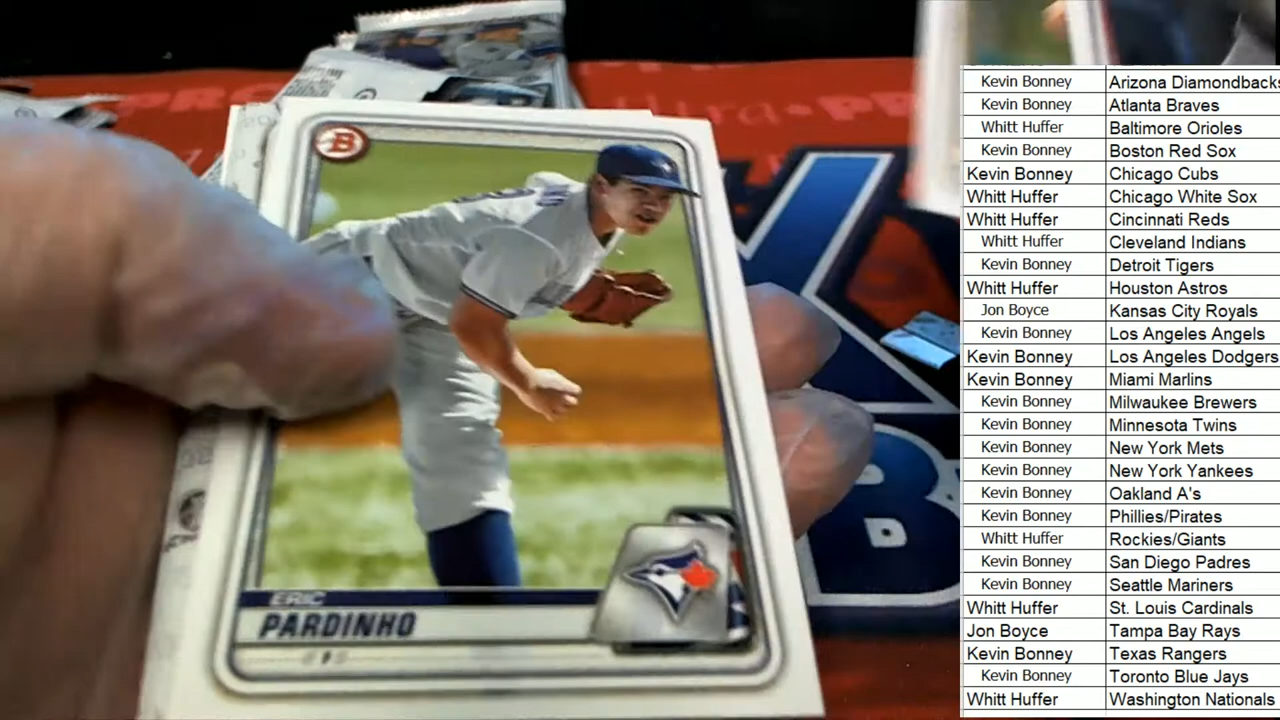 B
ERIC
PARDINHO
Kevin Bonney Arizona Diamondbacks
Kevin Bonney Atlanta Braves
Whitt Huffer Baltimore Orioles
Kevin Bonney Boston Red Sox
Kevin Bonney Chicago Cubs
Whitt Huffer Chicago White Sox
Whitt Huffer Cincinnati Reds
Whitt Huffer Cleveland Indians
Kevin Bonney Detroit Tigers
Whitt Huffer Houston Astros
Jon Boyce Kansas City Royals
Kevin Bonney Los Angeles Angels
Kevin Bonney Los Angeles Dodgers
Kevin Bonney Miami Marlins
Kevin Bonney Milwaukee Brewers
Kevin Bonney Minnesota Twins
Kevin Bonney New York Mets
Kevin Bonney New York Yankees
Kevin Bonney Oakland A's
Kevin Bonney Phillies/Pirates
Whitt Huffer Rockies/Giants
Kevin Bonney San Diego Padres
Kevin Bonney Seattle Mariners
Whitt Huffer St. Louis Cardinals
Jon Boyce Tampa Bay Rays
Kevin Bonney Texas Rangers
Kevin Bonney Toronto Blue Jays
Whitt Huffer Washington Nationals